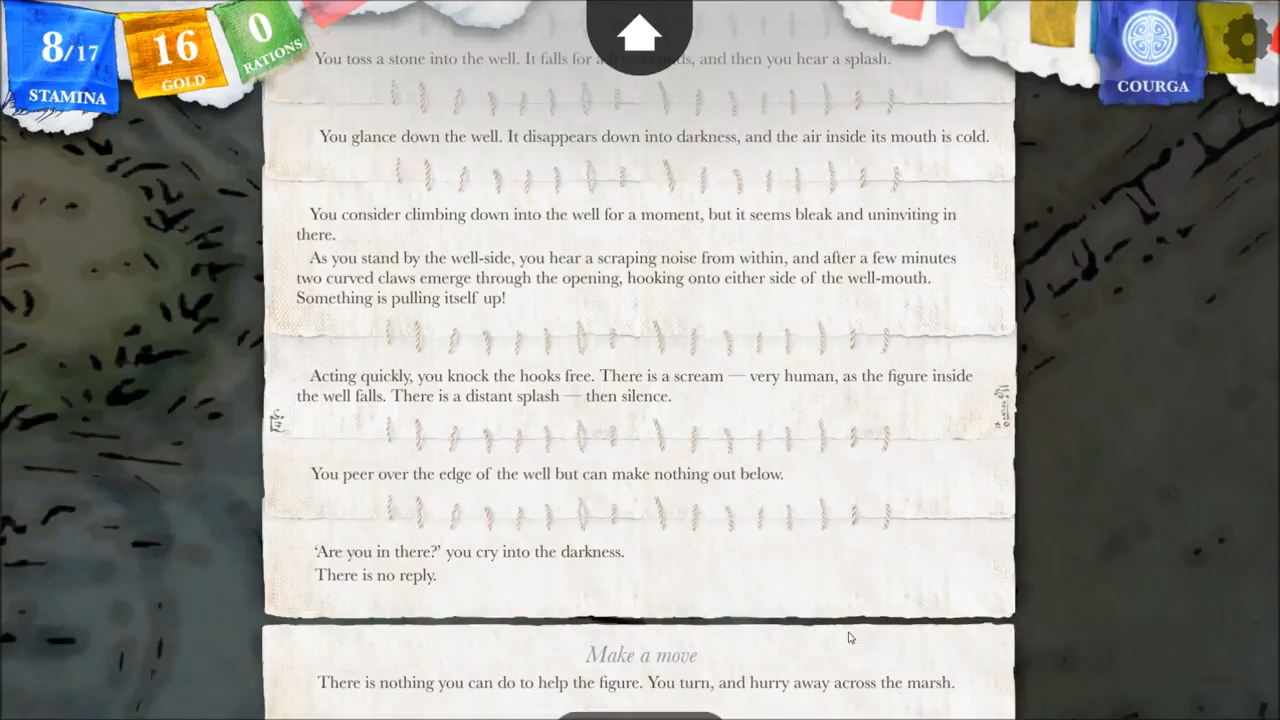 8/17
STAMINA
16
GOLD
0
RATIONS
COURGA
You toss a stone into the well. It falls for a few seconds, and then you hear a splash.
You glance down the well. It disappears down into darkness, and the air inside its mouth is cold.
You consider climbing down into the well for a moment, but it seems bleak and uninviting in
there.
As you stand by the well-side, you hear a scraping noise from within, and after a few minutes
two curved claws emerge through the opening, hooking onto either side of the well-mouth.
Something is pulling itself up!
Acting quickly, you knock the hooks free. There is a scream — very human, as the figure inside
the well falls. There is a distant splash — then silence.
You peer over the edge of the well but can make nothing out below.
‘Are you in there?’ you cry into the darkness.
There is no reply.
Make a move
There is nothing you can do to help the figure. You turn, and hurry away across the marsh.